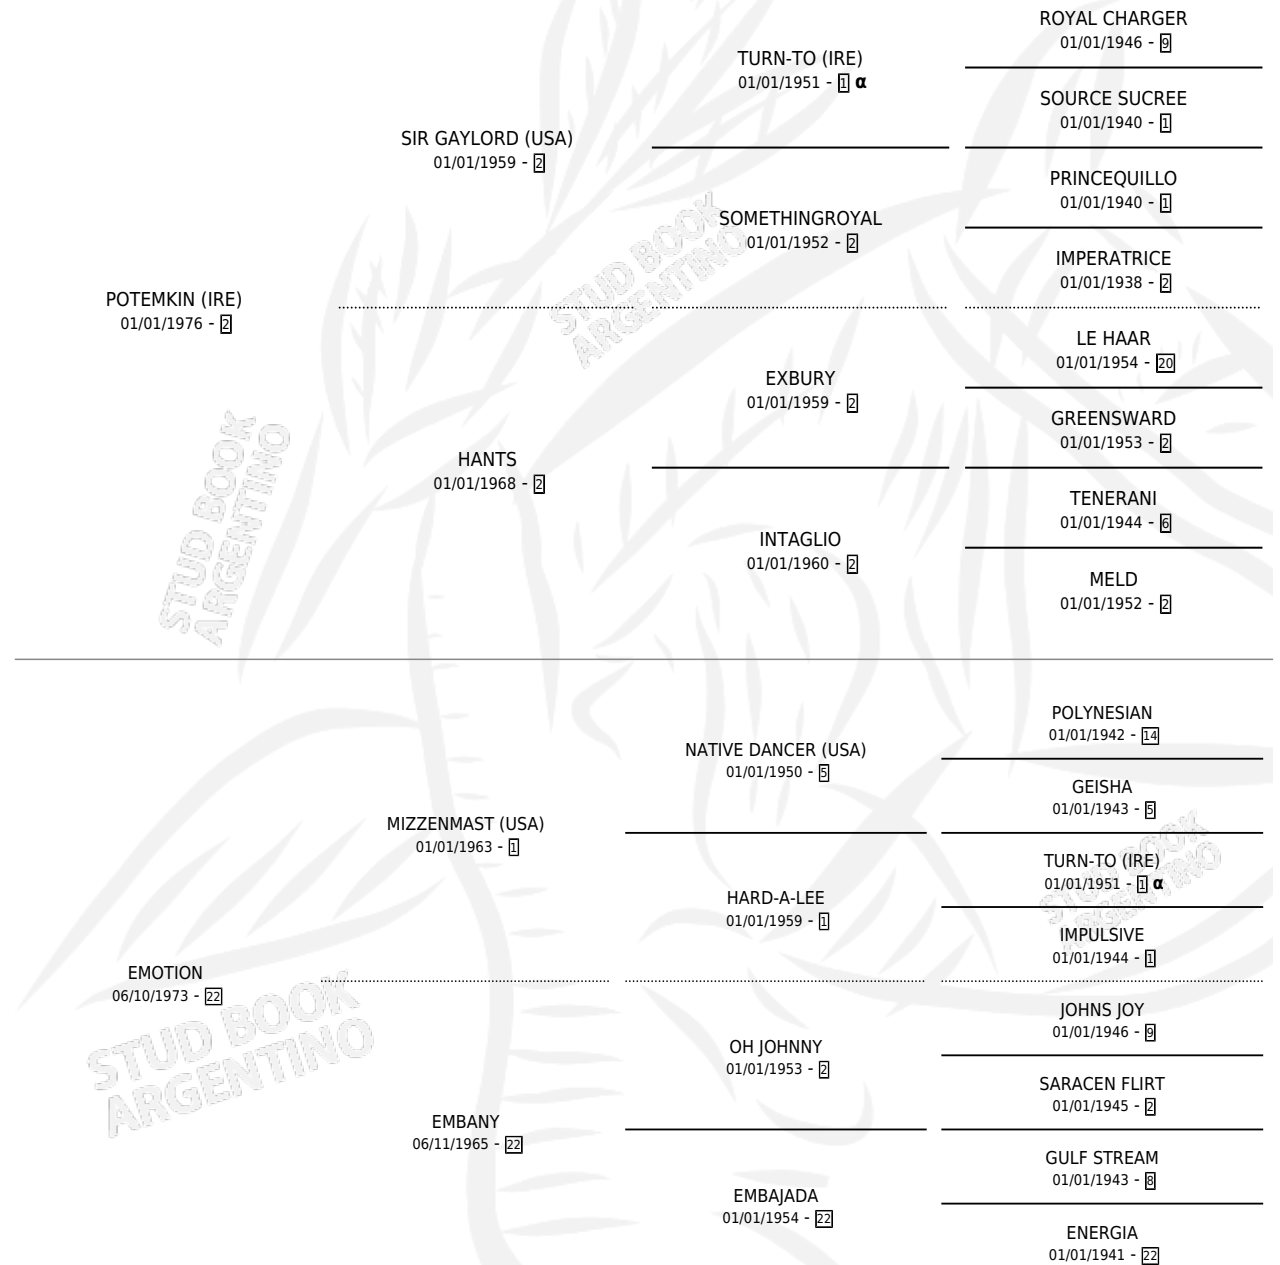 ROYAL CHARGER
01/01/1946 - 9
TURN-TO (IRE)
01/01/1951 - 1 α
SOURCE SUCREE
01/01/1940 - 1
SIR GAYLORD (USA)
01/01/1959 - 2
PRINCEQUILLO
01/01/1940 - 1
SOMETHINGROYAL
01/01/1952 - 2
IMPERATRICE
01/01/1938 - 2
STUD BOOK
ARGENTINO
POTEMKIN (IRE)
01/01/1976 - 2
LE HAAR
01/01/1954 - 20
EXBURY
01/01/1959 - 2
GREENSWARD
01/01/1953 - 2
HANTS
01/01/1968 - 2
TENERANI
01/01/1944 - 6
INTAGLIO
01/01/1960 - 2
MELD
01/01/1952 - 2
STUD BOOK
ARGENTINO
POLYNESIAN
01/01/1942 - 14
NATIVE DANCER (USA)
01/01/1950 - 5
GEISHA
01/01/1943 - 5
MIZZENMAST (USA)
01/01/1963 - 1
TURN-TO (IRE)
01/01/1951 - 1 α
HARD-A-LEE
01/01/1959 - 1
IMPULSIVE
01/01/1944 - 1
STUD BOOK
ARGENTINO
EMOTION
06/10/1973 - 22
JOHNS JOY
01/01/1946 - 9
OH JOHNNY
01/01/1953 - 2
SARACEN FLIRT
01/01/1945 - 2
STUD BOOK
ARGENTINO
EMBANY
06/11/1965 - 22
GULF STREAM
01/01/1943 - 8
EMBAJADA
01/01/1954 - 22
ENERGIA
01/01/1941 - 22